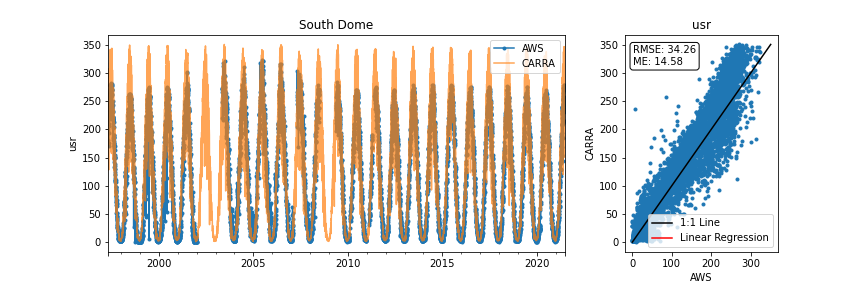 South Dome
usr
350
300
250
200
150
100
50
0
2000
2005
2010
2015
2020
AWS
CARRA
usr
RMSE: 34.26
ME: 14.58
CARRA
350
300
250
200
150
100
50
0
0
100
200
300
AWS
1:1 Line
Linear Regression